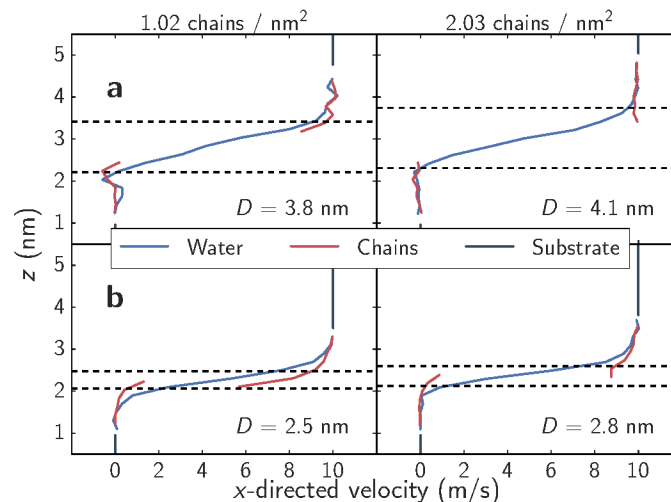 1.02 chains / nm² 2.03 chains / nm²
5
a
4
3
2
1
D = 3.8 nm D = 4.1 nm
z (nm)
Water Chains Substrate
5
b
4
3
2
1
D = 2.5 nm D = 2.8 nm
0 2 4 6 8 10 0 2 4 6 8 10
x-directed velocity (m/s)